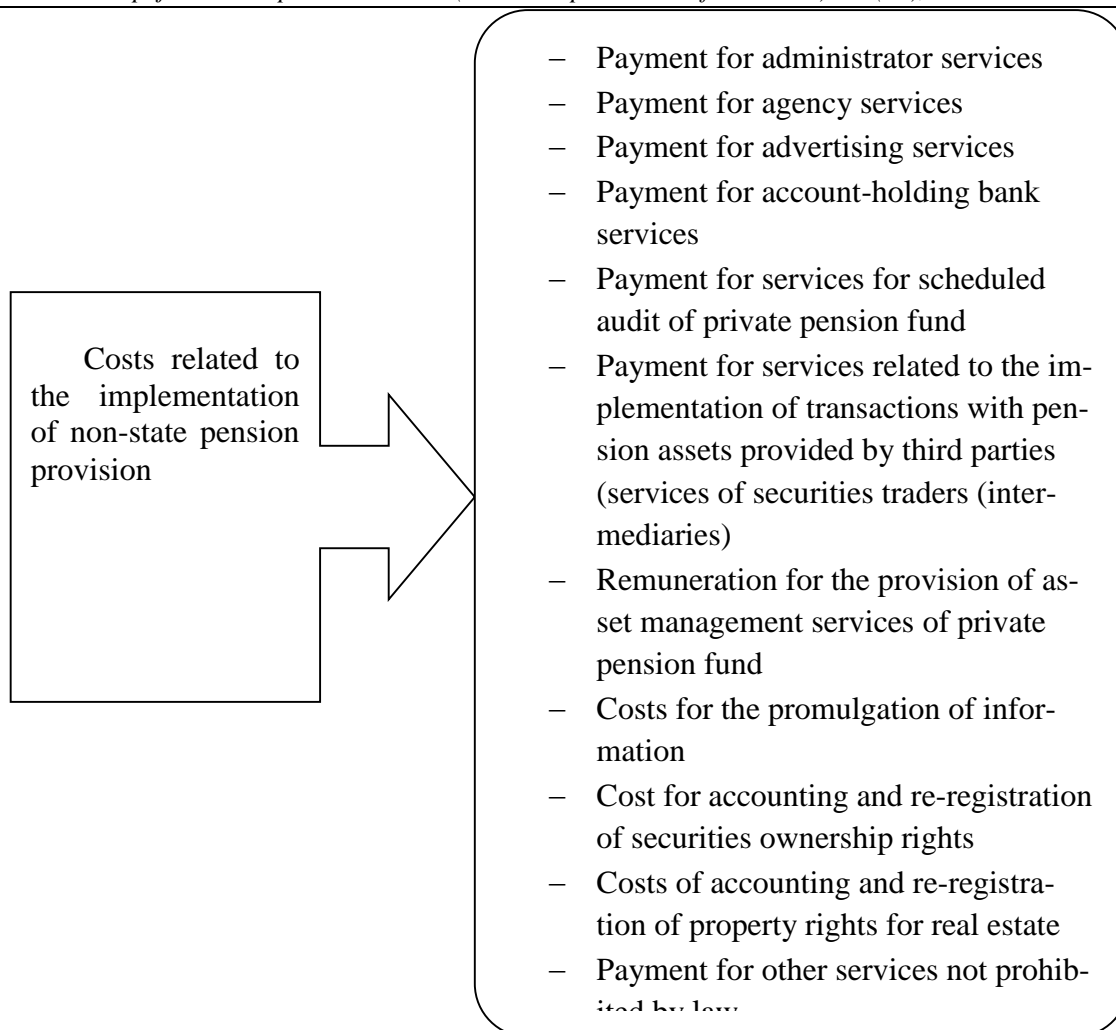 Costs related to
the implementation
of non-state pension
provision
– Payment for administrator services
– Payment for agency services
– Payment for advertising services
– Payment for account-holding bank
services
– Payment for services for scheduled
audit of private pension fund
– Payment for services related to the im-
plementation of transactions with pen-
sion assets provided by third parties
(services of securities traders (inter-
mediaries)
– Remuneration for the provision of as-
set management services of private
pension fund
– Costs for the promulgation of infor-
mation
– Cost for accounting and re-registration
of securities ownership rights
– Costs of accounting and re-registra-
tion of property rights for real estate
– Payment for other services not prohib-
ited by law